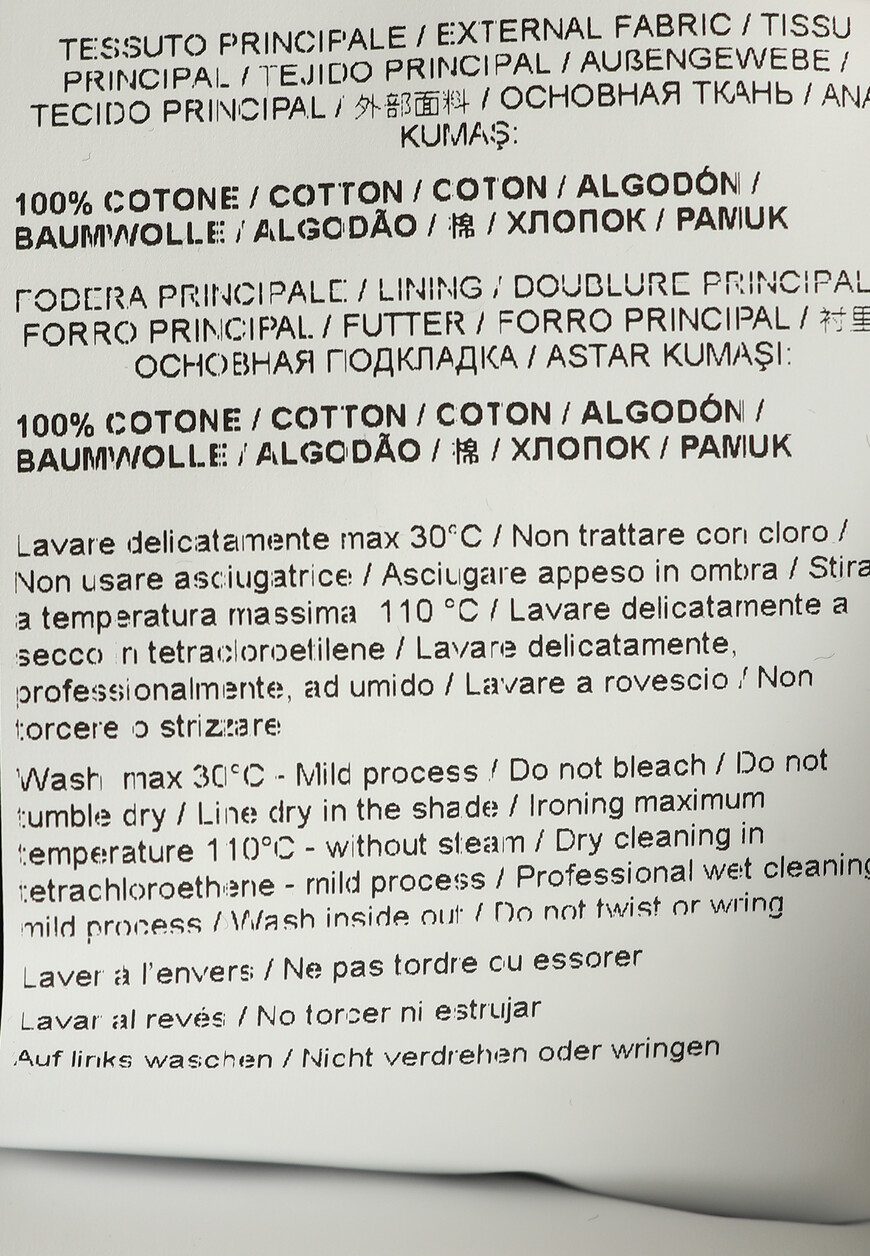 TESSUTO PRINCIPALE / EXTERNAL FABRIC / TISSU
PRINCIPAL / TEJIDO PRINCIPAL / AUßENGEWEBE /
TECIDO PRINCIPAL / 外部面料 / ОСНОВНАЯ ТКАНЬ / ANA
KUMAŞ:
100% COTONE / COTTON / COTON / ALGODÓN /
BAUMWOLLE / ALGODÃO / 棉 / ХЛОПОК / PAMUK
FODERA PRINCIPALE / LINING / DOUBLURE PRINCIPAL
FORRO PRINCIPAL / FUTTER / FORRO PRINCIPAL / 衬里
ОСНОВНАЯ ПОДКЛАДКА / ASTAR KUMAŞI:
100% COTONE / COTTON / COTON / ALGODÓN /
BAUMWOLLE / ALGODÃO / 棉 / ХЛОПОК / PAMUK
Lavare delicatamente max 30°C / Non trattare con cloro /
Non usare asciugatrice / Asciugare appeso in ombra / Stira
a temperatura massima 110 °C / Lavare delicatamente a
secco in tetracloroetilene / Lavare delicatamente,
professionalmente, ad umido / Lavare a rovescio / Non
torcere o strizzare
Wash max 30°C - Mild process / Do not bleach / Do not
tumble dry / Line dry in the shade / Ironing maximum
temperature 110°C - without steam / Dry cleaning in
tetrachloroethene - mild process / Professional wet cleaning
mild process / Wash inside out / Do not twist or wring
Laver à l'envers / Ne pas tordre ou essorer
Lavar al revés / No torcer ni estrujar
Auf links waschen / Nicht verdrehen oder wringen